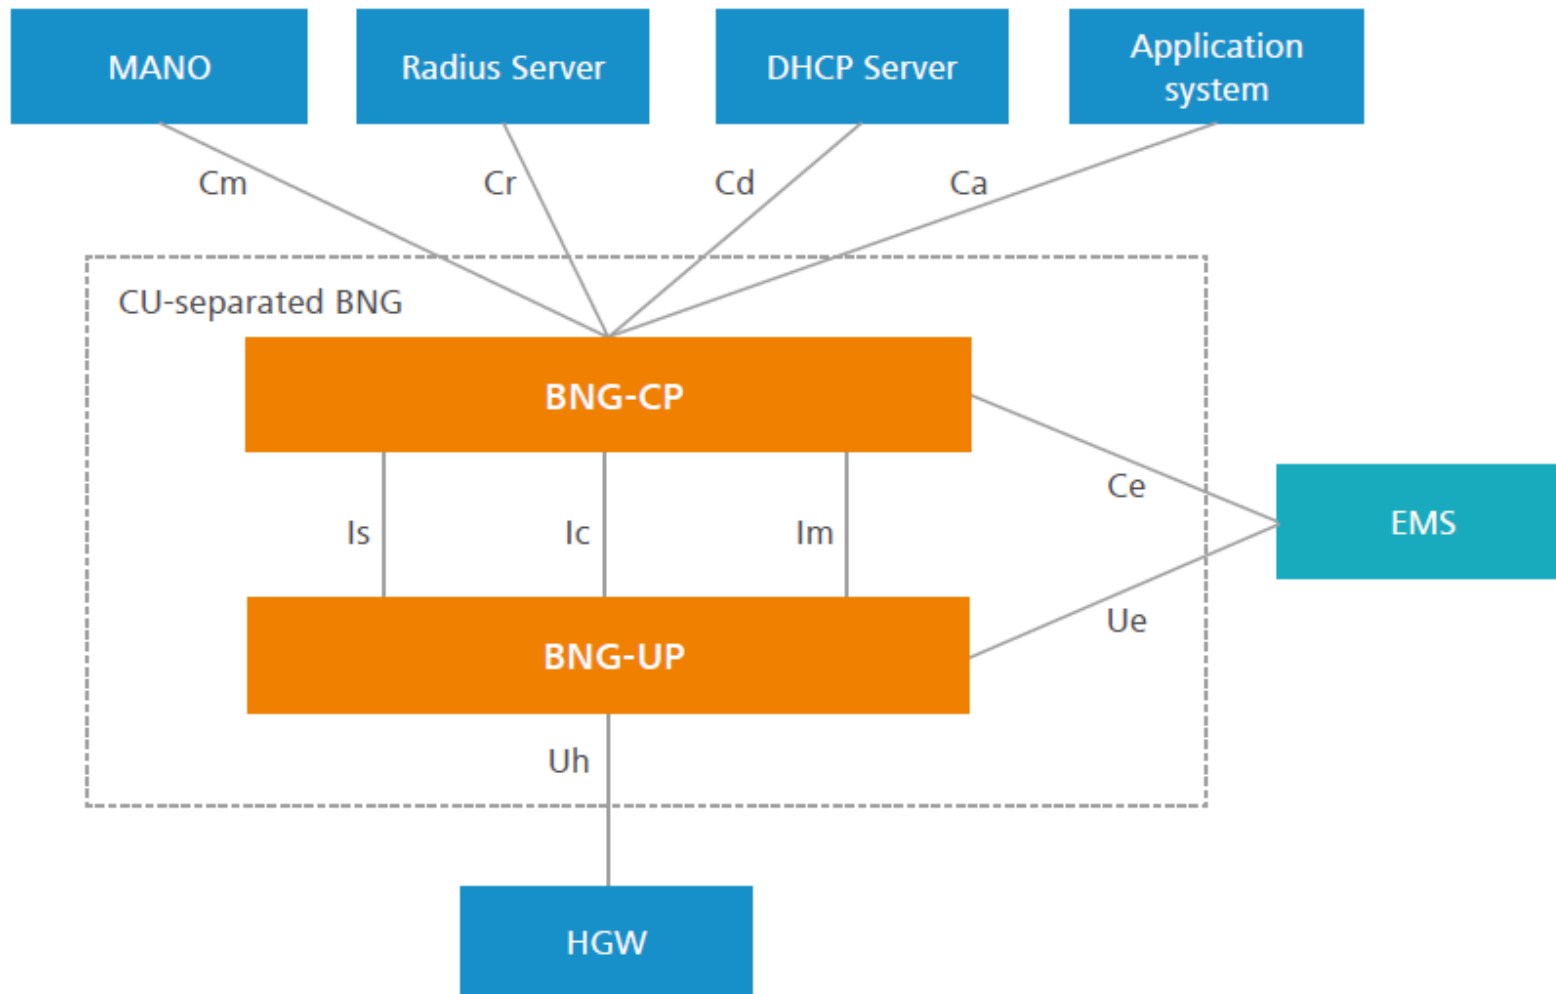 MANO
Radius Server
DHCP Server
Application
system
Cm
Cr
Cd
Ca
CU-separated BNG
BNG-CP
Ce
Is
Ic
Im
EMS
Ue
BNG-UP
Uh
HGW